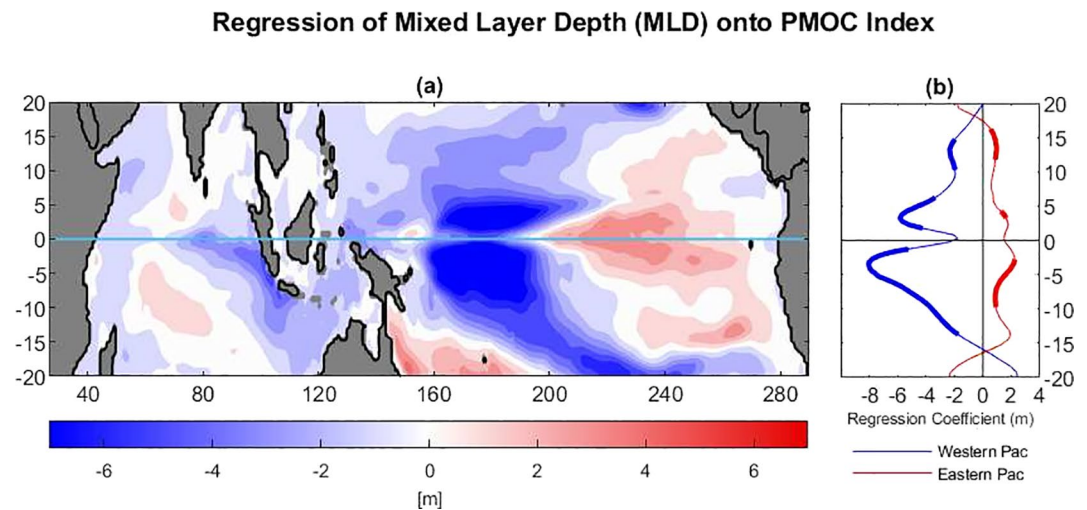 Regression of Mixed Layer Depth (MLD) onto PMOC Index
(a)
(b)
20
15
10
5
0
-5
-10
-15
-20
40 80 120 160 200 240 280
20
15
10
5
0
-5
-10
-15
-20
-8 -6 -4 -2 0 2 4
Regression Coefficient (m)
-6 -4 -2 0 2 4 6
[m]
Western Pac
Eastern Pac